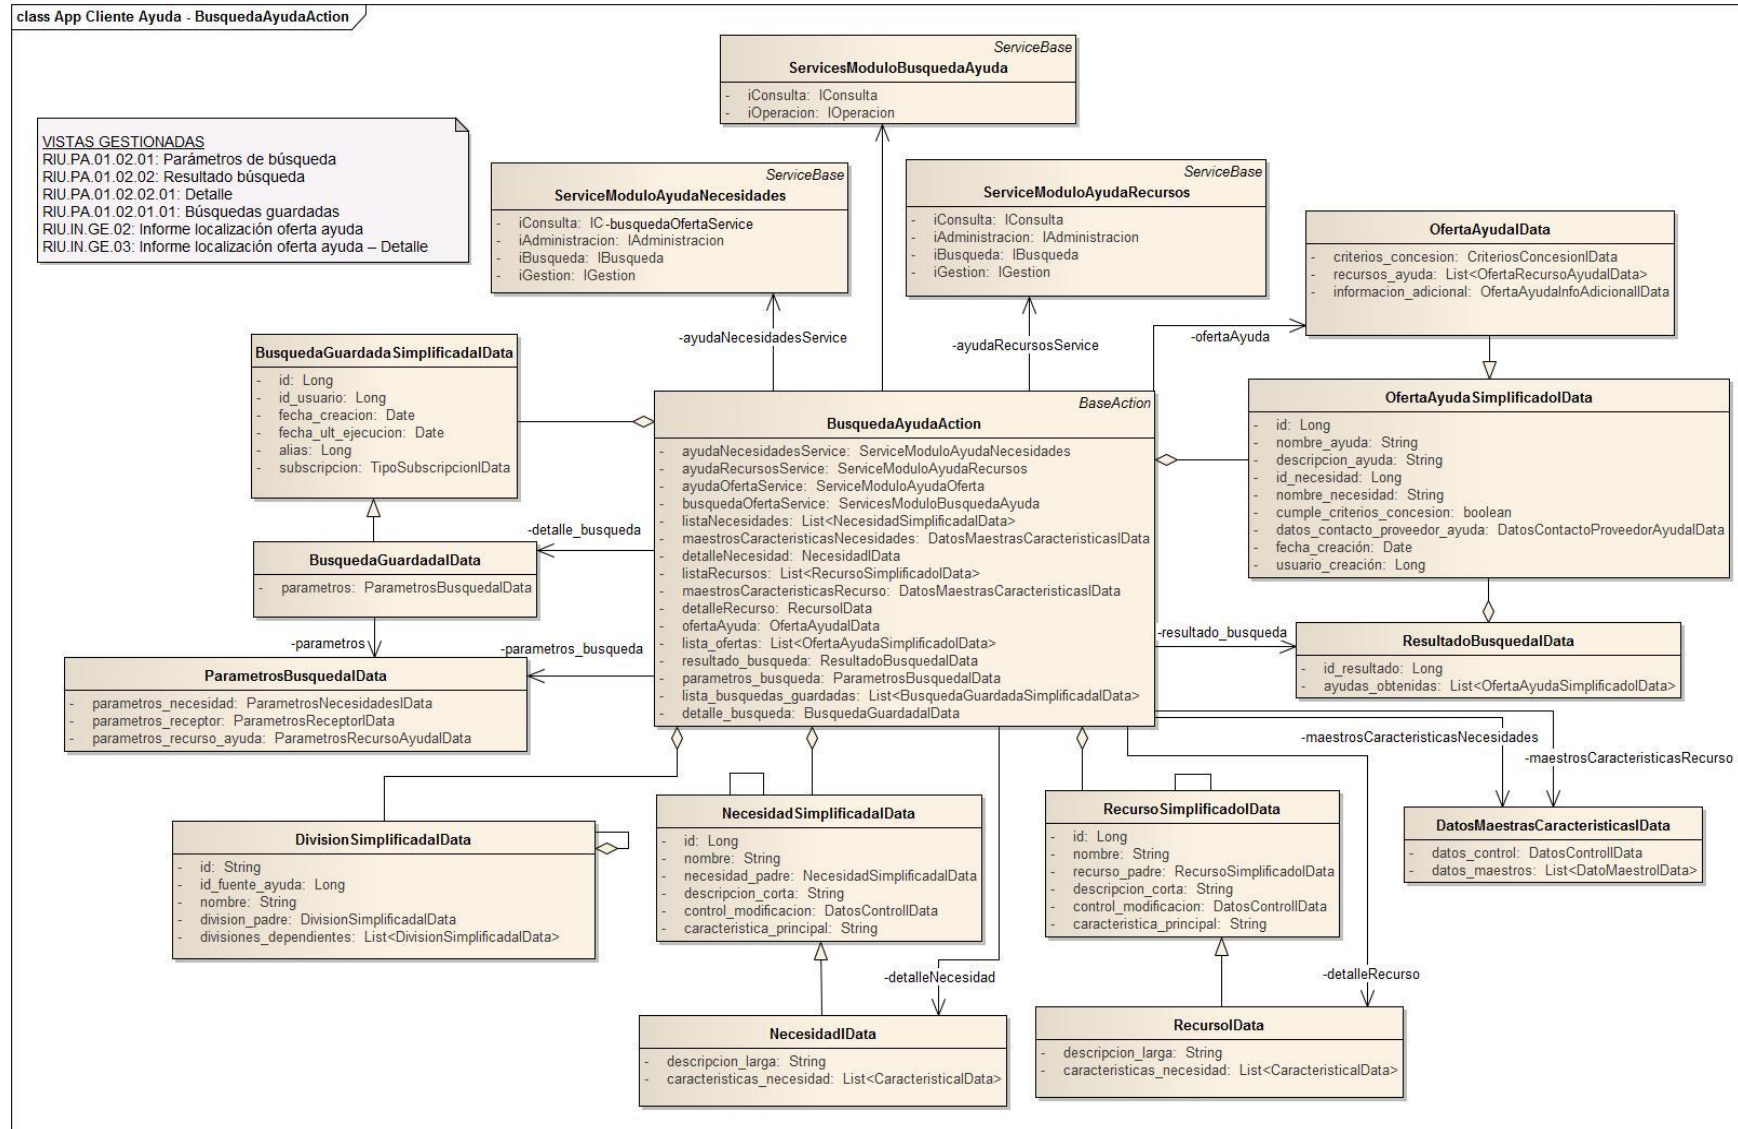 class App Cliente Ayuda - BusquedaAyudaAction
ServiceBase
ServicesModuloBusquedaAyuda
- iConsulta: IConsulta
- iOperacion: IOperacion
VISTAS GESTIONADAS
RIU.PA.01.02.01: Parámetros de búsqueda
RIU.PA.01.02.02: Resultado búsqueda
RIU.PA.01.02.02.01: Detalle
RIU.PA.01.02.01.01: Búsquedas guardadas
RIU.IN.GE.02: Informe localización oferta ayuda
RIU.IN.GE.03: Informe localización oferta ayuda – Detalle
ServiceBase
ServiceModuloAyudaNecesidades
- iConsulta: IC
-busquedaOfertaService
- iAdministracion: IAdministracion
- iBusqueda: IBusqueda
- iGestion: IGestion
ServiceBase
ServiceModuloAyudaRecursos
- iConsulta: IConsulta
- iAdministracion: IAdministracion
- iBusqueda: IBusqueda
- iGestion: IGestion
OfertaAyudaIData
- criterios_concesion: CriteriosConcesionIData
- recursos_ayuda: List<OfertaRecursoAyudaIData>
- informacion_adicional: OfertaAyudaInfoAdicionalIData
-ayudaNecesidadesService
-ayudaRecursosService
-ofertaAyuda
BusquedaGuardadaSimplificadaIData
- id: Long
- id_usuario: Long
- fecha_creacion: Date
- fecha_ult_ejecucion: Date
- alias: Long
- subscripcion: TipoSubscripcionIData
BaseAction
BusquedaAyudaAction
- ayudaNecesidadesService: ServiceModuloAyudaNecesidades
- ayudaRecursosService: ServiceModuloAyudaRecursos
- ayudaOfertaService: ServiceModuloAyudaOferta
- busquedaOfertaService: ServicesModuloBusquedaAyuda
- listaNecesidades: List<NecesidadSimplificadaIData>
- maestrosCaracteristicasNecesidades: DatosMaestrasCaracteristicasIData
- detalleNecesidad: NecesidadIData
- listaRecursos: List<RecursoSimplificadoIData>
- maestrosCaracteristicasRecurso: DatosMaestrasCaracteristicasIData
- detalleRecurso: RecursoIData
- ofertaAyuda: OfertaAyudaIData
- lista_ofertas: List<OfertaAyudaSimplificadoIData>
- resultado_busqueda: ResultadoBusquedaIData
- parametros_busqueda: ParametrosBusquedaIData
- lista_busquedas_guardadas: List<BusquedaGuardadaSimplificadaIData>
- detalle_busqueda: BusquedaGuardadaIData
OfertaAyudaSimplificadoIData
- id: Long
- nombre_ayuda: String
- descripcion_ayuda: String
- id_necesidad: Long
- nombre_necesidad: String
- cumple_criterios_concesion: boolean
- datos_contacto_proveedor_ayuda: DatosContactoProveedorAyudaIData
- fecha_creación: Date
- usuario_creación: Long
-detalle_busqueda
BusquedaGuardadaIData
- parametros: ParametrosBusquedaIData
-parametros
-parametros_busqueda
-resultado_busqueda
ResultadoBusquedaIData
- id_resultado: Long
- ayudas_obtenidas: List<OfertaAyudaSimplificadoIData>
ParametrosBusquedaIData
- parametros_necesidad: ParametrosNecesidadesIData
- parametros_receptor: ParametrosReceptorIData
- parametros_recurso_ayuda: ParametrosRecursoAyudaIData
-maestrosCaracteristicasNecesidades
-maestrosCaracteristicasRecurso
DivisionSimplificadaIData
- id: String
- id_fuente_ayuda: Long
- nombre: String
- division_padre: DivisionSimplificadaIData
- divisiones_dependientes: List<DivisionSimplificadaIData>
NecesidadSimplificadaIData
- id: Long
- nombre: String
- necesidad_padre: NecesidadSimplificadaIData
- descripcion_corta: String
- control_modificacion: DatosControlIData
- caracteristica_principal: String
RecursoSimplificadoIData
- id: Long
- nombre: String
- recurso_padre: RecursoSimplificadoIData
- descripcion_corta: String
- control_modificacion: DatosControlIData
- caracteristica_principal: String
DatosMaestrasCaracteristicasIData
- datos_control: DatosControlIData
- datos_maestros: List<DatoMaestroIData>
-detalleNecesidad
-detalleRecurso
NecesidadIData
- descripcion_larga: String
- caracteristicas_necesidad: List<CaracteristicaIData>
RecursoIData
- descripcion_larga: String
- caracteristicas_necesidad: List<CaracteristicaIData>